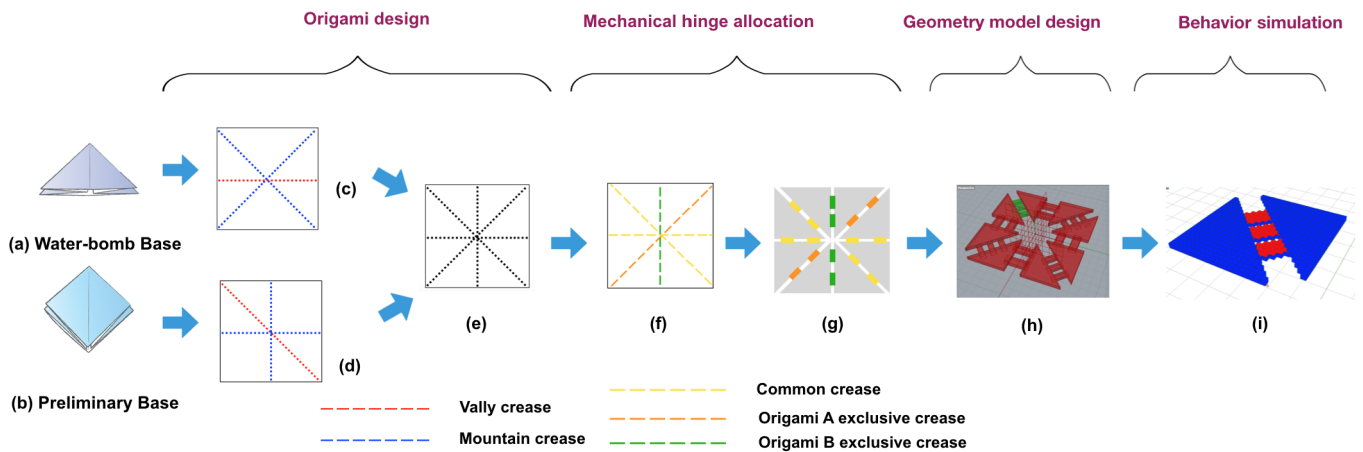 Origami design
Mechanical hinge allocation
Geometry model design
Behavior simulation
(a) Water-bomb Base
(c)
(b) Preliminary Base
(d)
(e)
(f)
(g)
(h)
(i)
Vally crease
Mountain crease
Common crease
Origami A exclusive crease
Origami B exclusive crease